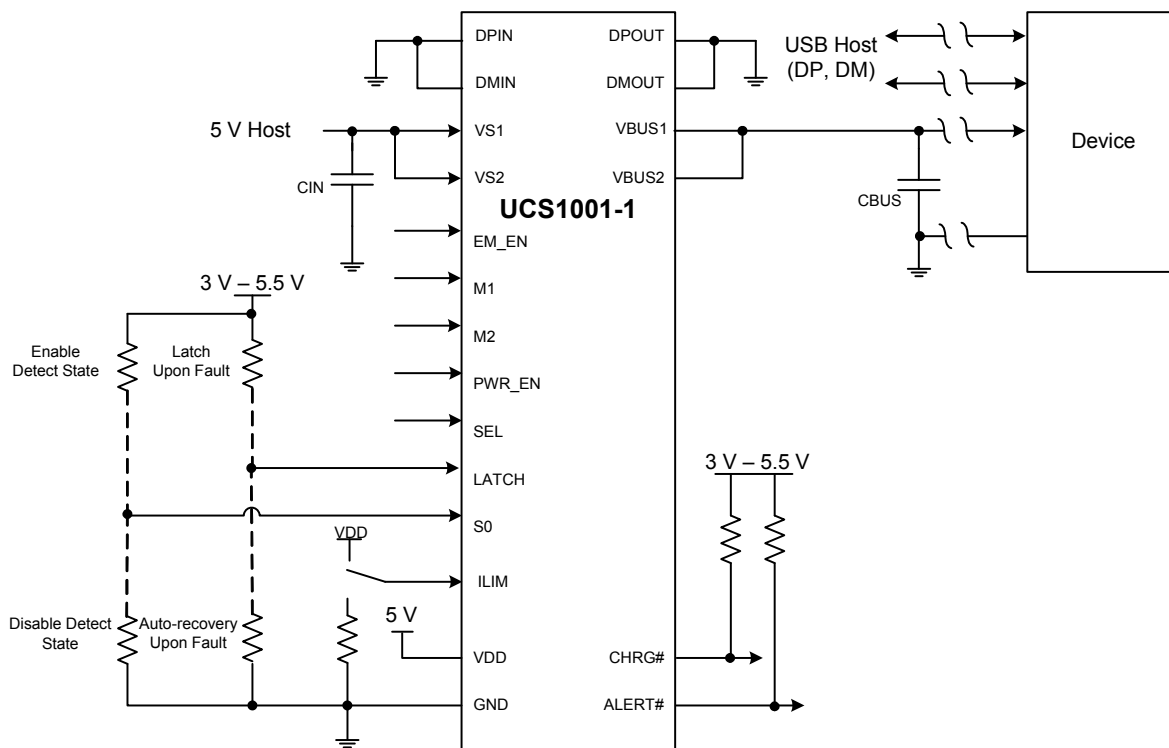 DPIN
DMIN
5 V Host
VS1
CIN
VS2
UCS1001-1
EM_EN
3 V – 5.5 V
M1
M2
Enable
Detect State
Latch
Upon Fault
PWR_EN
SEL
LATCH
S0
VDD
ILIM
Disable Detect
State
Auto-recovery
Upon Fault
5 V
VDD
GND
DPOUT
DMOUT
VBUS1
VBUS2
USB Host
(DP, DM)
Device
CBUS
3 V – 5.5 V
CHRG#
ALERT#